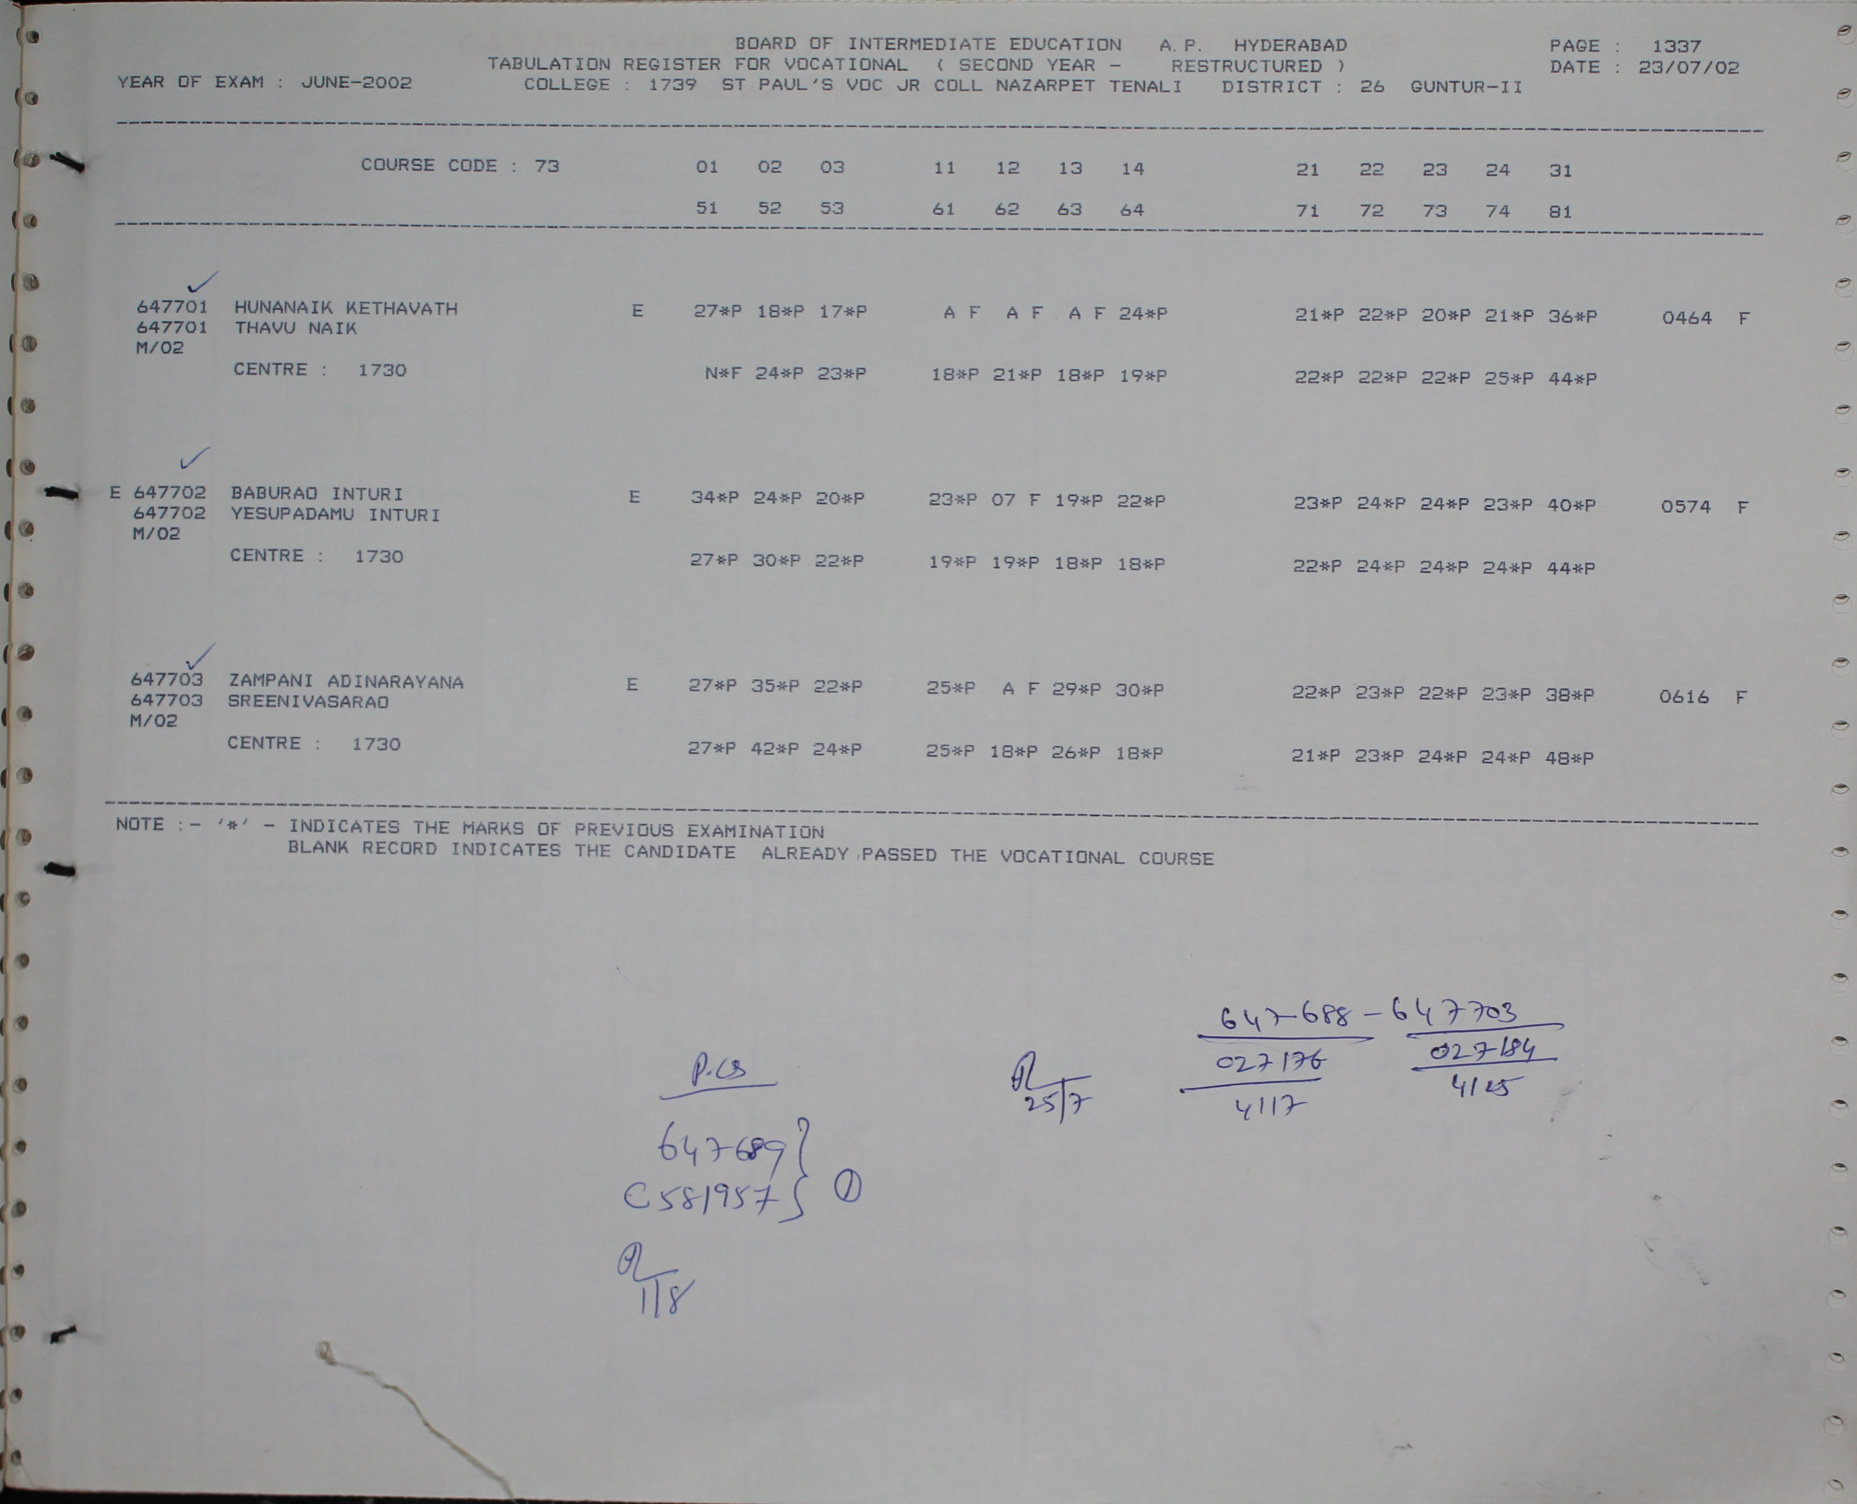 BOARD OF INTERMEDIATE EDUCATION A.P. HYDERABAD PAGE : 1337
TABULATION REGISTER FOR VOCATIONAL ( SECOND YEAR - RESTRUCTURED ) DATE : 23/07/02
YEAR OF EXAM : JUNE-2002 COLLEGE : 1739 ST PAUL'S VOC JR COLL NAZARPET TENALI DISTRICT : 26 GUNTUR-II
COURSE CODE : 73 01 02 03 11 12 13 14 21 22 23 24 31
51 52 53 61 62 63 64 71 72 73 74 81
647701 HUNANAIK KETHAVATH E 27*P 18*P 17*P A F A F A F 24*P 21*P 22*P 20*P 21*P 36*P 0464 F
647701 THAVU NAIK
M/02
CENTRE : 1730 N*F 24*P 23*P 18*P 21*P 18*P 19*P 22*P 22*P 22*P 25*P 44*P
E 647702 BABURAO INTURI E 34*P 24*P 20*P 23*P 07 F 19*P 22*P 23*P 24*P 24*P 23*P 40*P 0574 F
647702 YESUPADAMU INTURI
M/02
CENTRE : 1730 27*P 30*P 22*P 19*P 19*P 18*P 18*P 22*P 24*P 24*P 24*P 44*P
647703 ZAMPANI ADINARAYANA E 27*P 35*P 22*P 25*P A F 29*P 30*P 22*P 23*P 22*P 23*P 38*P 0616 F
647703 SREENIVASARAO
M/02
CENTRE : 1730 27*P 42*P 24*P 25*P 18*P 26*P 18*P 21*P 23*P 24*P 24*P 48*P
NOTE :- '*' - INDICATES THE MARKS OF PREVIOUS EXAMINATION
BLANK RECORD INDICATES THE CANDIDATE ALREADY PASSED THE VOCATIONAL COURSE
647688 - 647703
027176 027184
4117 4125
25/7
647689
581957
1/8